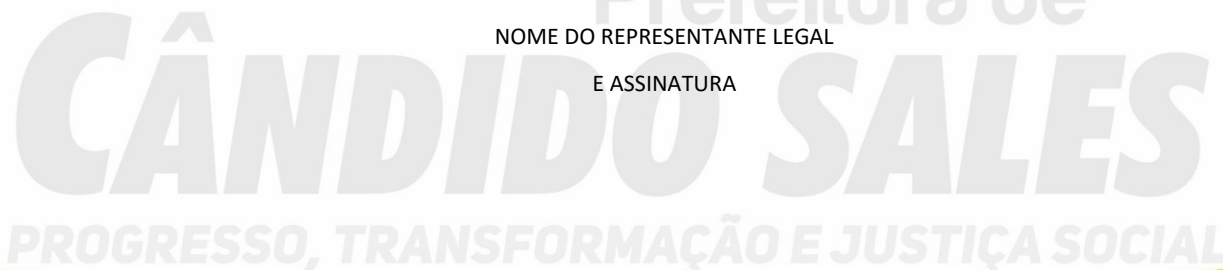 Prefeitura de
NOME DO REPRESENTANTE LEGAL
E ASSINATURA
CÂNDIDO SALES
PROGRESSO, TRANSFORMAÇÃO E JUSTIÇA SOCIAL